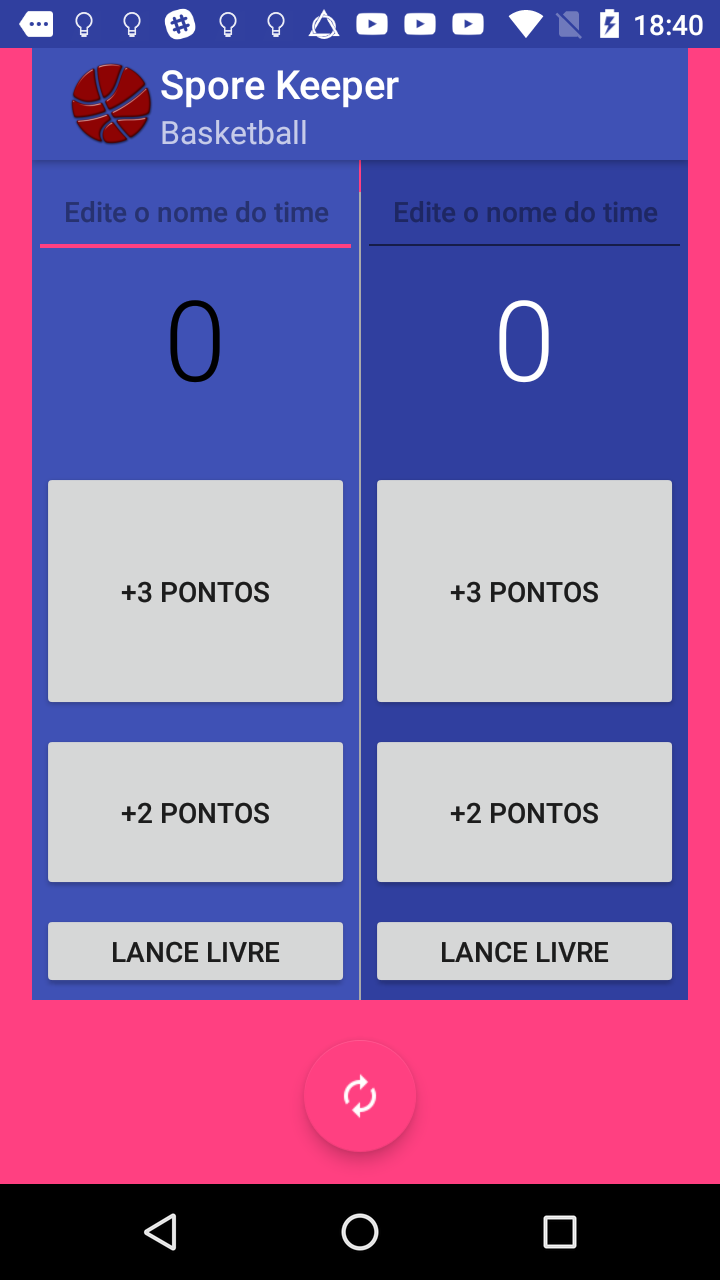 18:40
Spore Keeper
Basketball
Edite o nome do time
Edite o nome do time
0
0
+3 PONTOS
+3 PONTOS
+2 PONTOS
+2 PONTOS
LANCE LIVRE
LANCE LIVRE